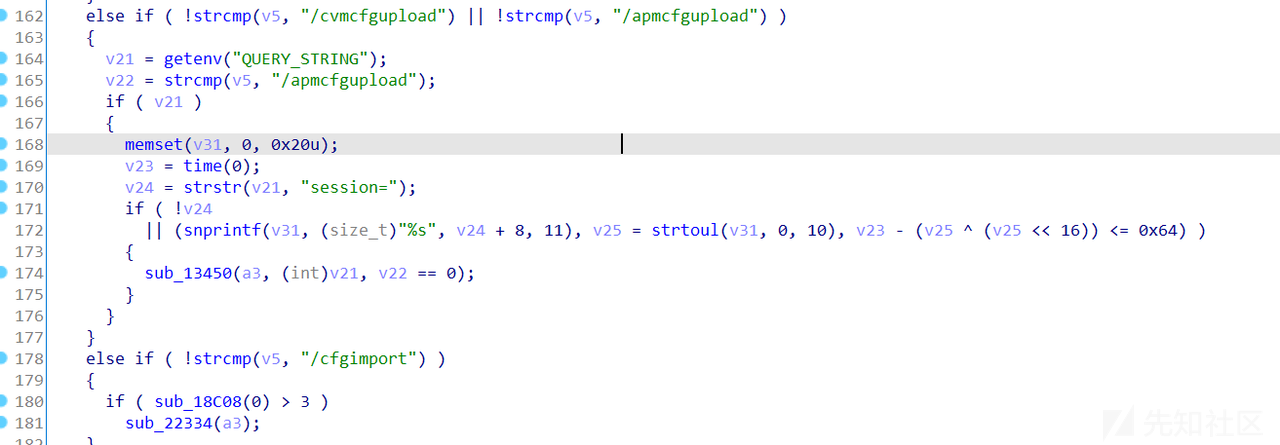 162 else if ( !strcmp(v5, "/cvmcfgupload") || !strcmp(v5, "/apmcfgupload") )
163 {
164 v21 = getenv("QUERY_STRING");
165 v22 = strcmp(v5, "/apmcfgupload");
166 if ( v21 )
167 {
168 memset(v31, 0, 0x20u);
169 v23 = time(0);
170 v24 = strstr(v21, "session=");
171 if ( !v24
172 || (snprintf(v31, (size_t)"%s", v24 + 8, 11), v25 = strtoul(v31, 0, 10), v23 - (v25 ^ (v25 << 16)) <= 0x64) )
173 {
174 sub_13450(a3, (int)v21, v22 == 0);
175 }
176 }
177 }
178 else if ( !strcmp(v5, "/cfgimport") )
179 {
180 if ( sub_18C08(0) > 3 )
181 sub_22334(a3);
182 }
先知社区